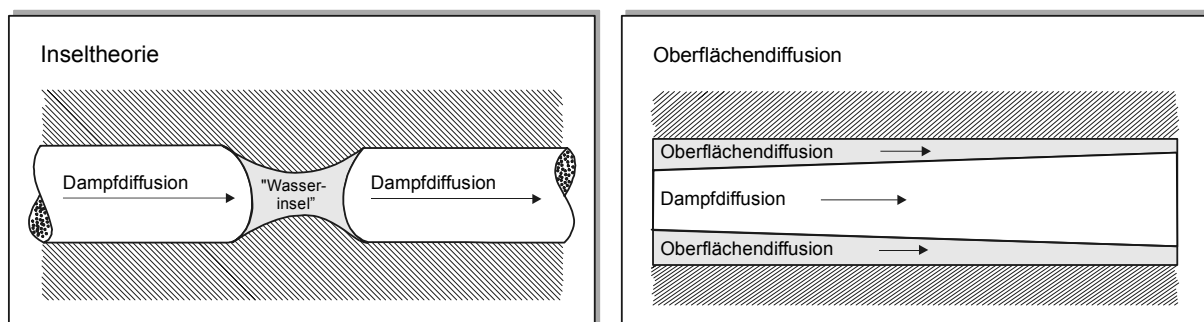 Inseltheorie
Dampfdiffusion
"Wasser-
insel"
Dampfdiffusion
Oberflächendiffusion
Oberflächendiffusion
Dampfdiffusion
Oberflächendiffusion